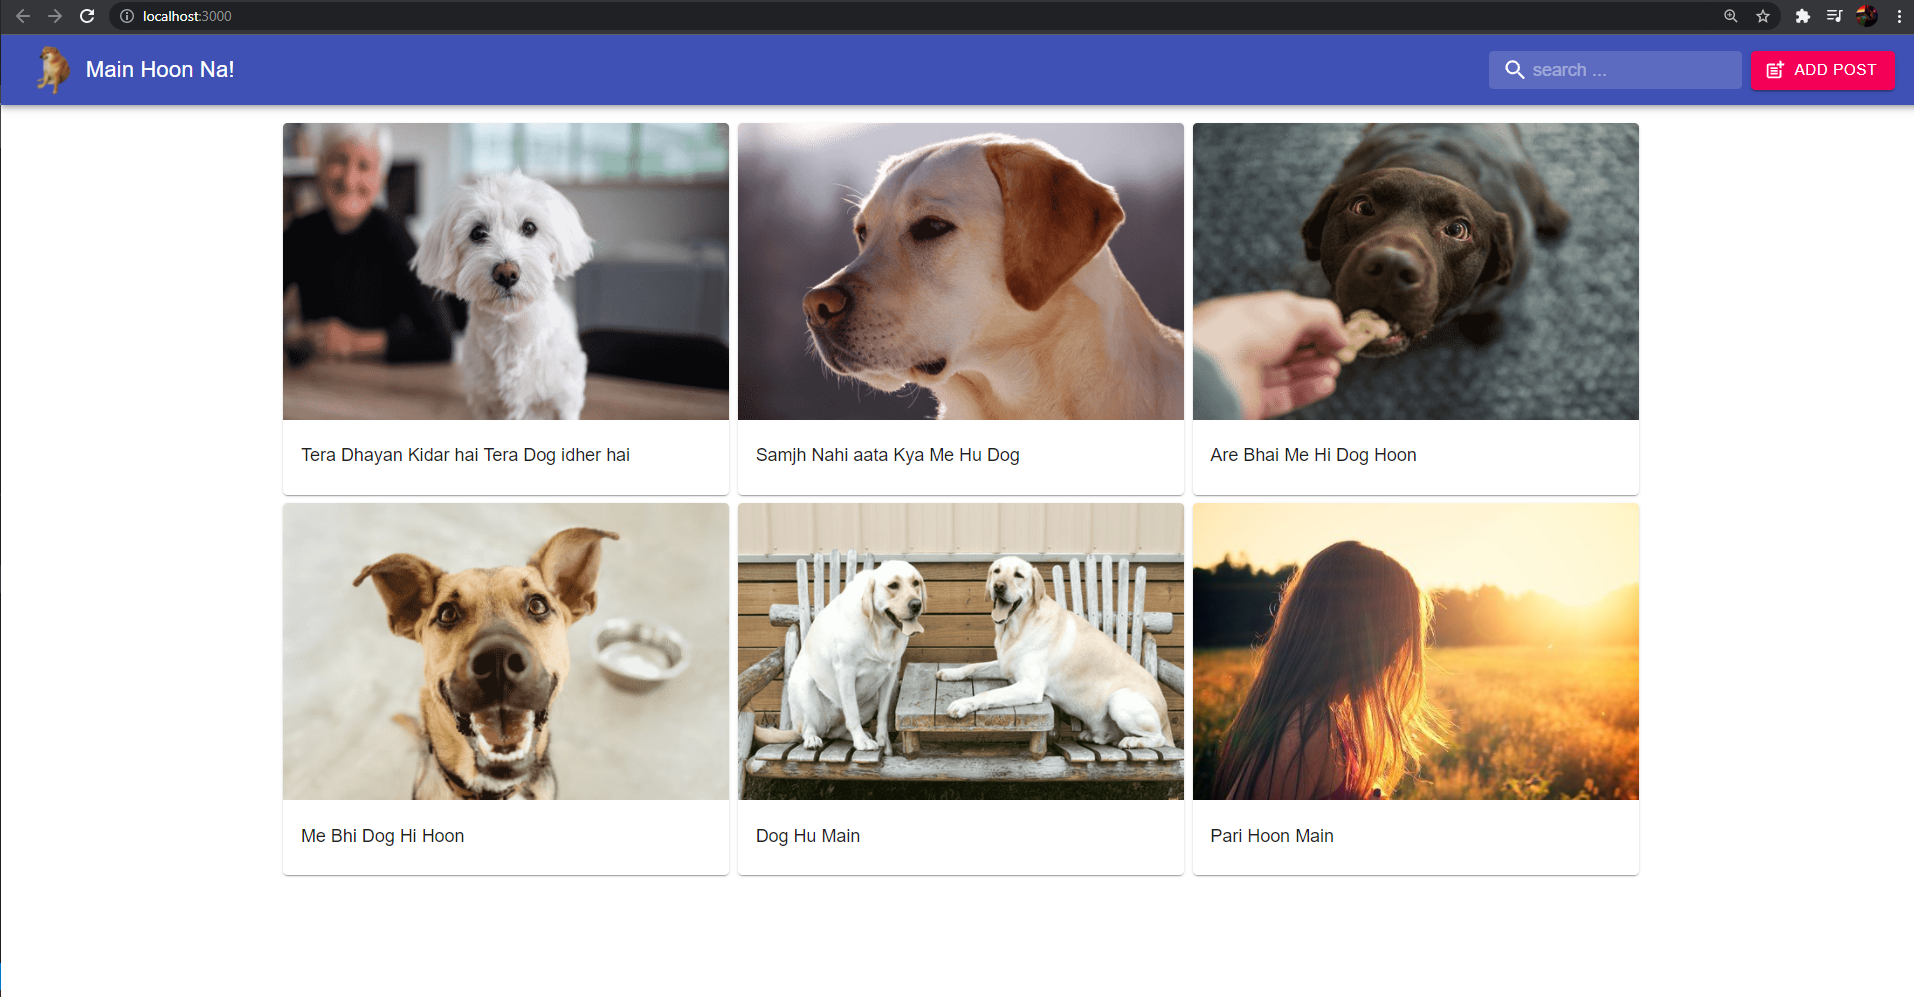 localhost:3000
Main Hoon Na!
search ...
ADD POST
Tera Dhayan Kidar hai Tera Dog idher hai
Samjh Nahi aata Kya Me Hu Dog
Are Bhai Me Hi Dog Hoon
Me Bhi Dog Hi Hoon
Dog Hu Main
Pari Hoon Main